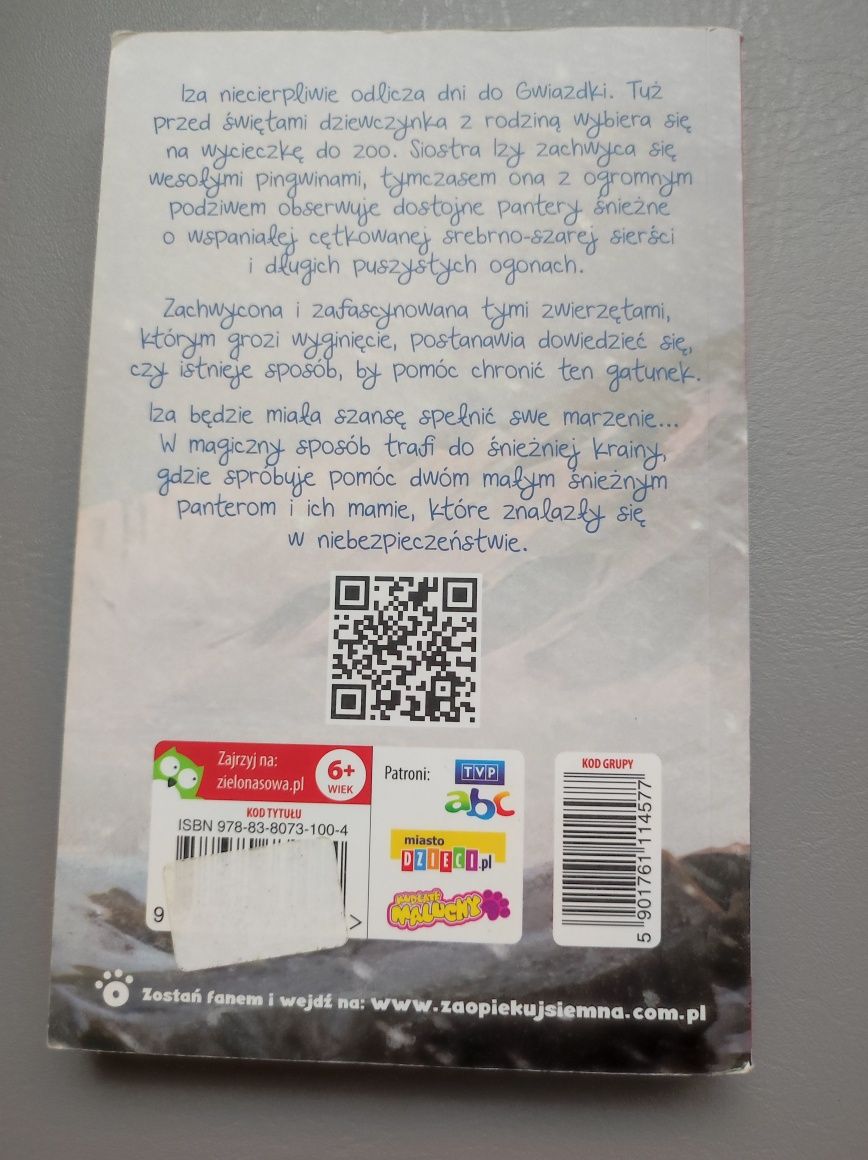 Iza niecierpliwie odlicza dni do Gwiazdki. Tuż
przed świętami dziewczynka z rodziną wybiera się
na wycieczkę do zoo. Siostra Izy zachwyca się
wesołymi pingwinami, tymczasem ona z ogromnym
podziwem obserwuje dostojne pantery śnieżne
o wspaniałej cętkowanej srebrno-szarej sierści
i długich puszystych ogonach.
Zachwycona i zafascynowana tymi zwierzętami,
którym grozi wyginięcie, postanawia dowiedzieć się,
czy istnieje sposób, by pomóc chronić ten gatunek.
Iza będzie miała szansę spełnić swe marzenie...
W magiczny sposób trafi do śnieżniej krainy,
gdzie spróbuje pomóc dwóm małym śnieżnym
panterom i ich mamie, które znalazły się
w niebezpieczeństwie.
Zajrzyj na:
zielonasowa.pl
6+
WIEK
KOD TYTUŁU
ISBN 978-83-8073-100-4
9 >
Patroni:
TVP
abc
miasto
DZIECI.pl
MALUCHY
KOD GRUPY
5 901761 114577
Zostań fanem i wejdź na: www.zaopiekujsiemna.com.pl